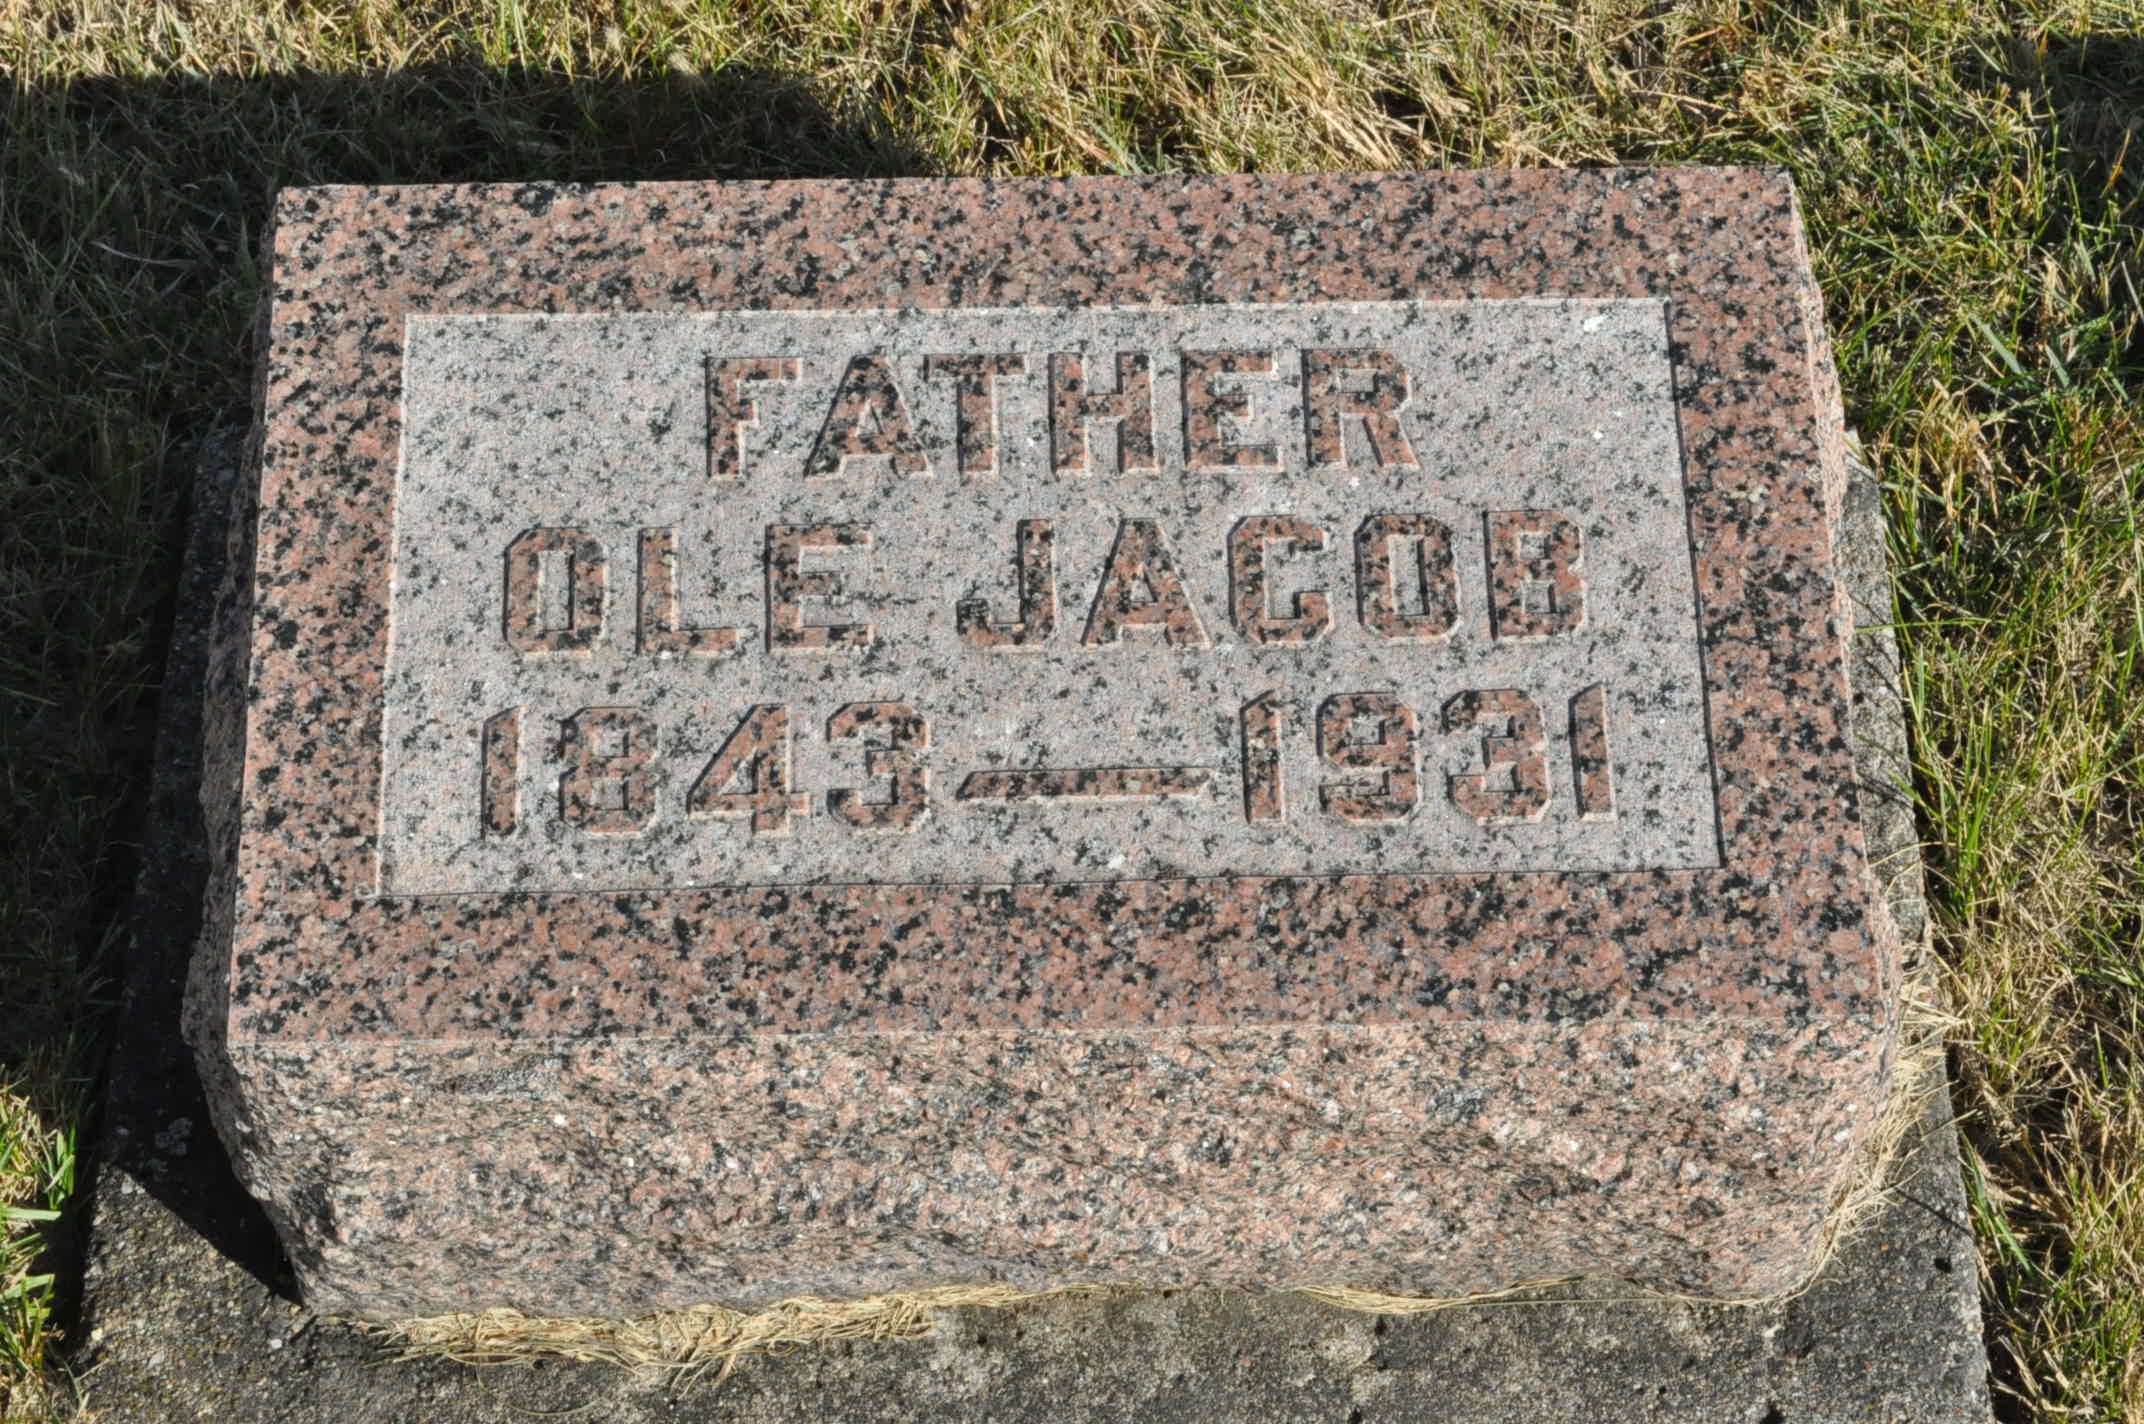 FATHER
OLE JACOB
1843—1931